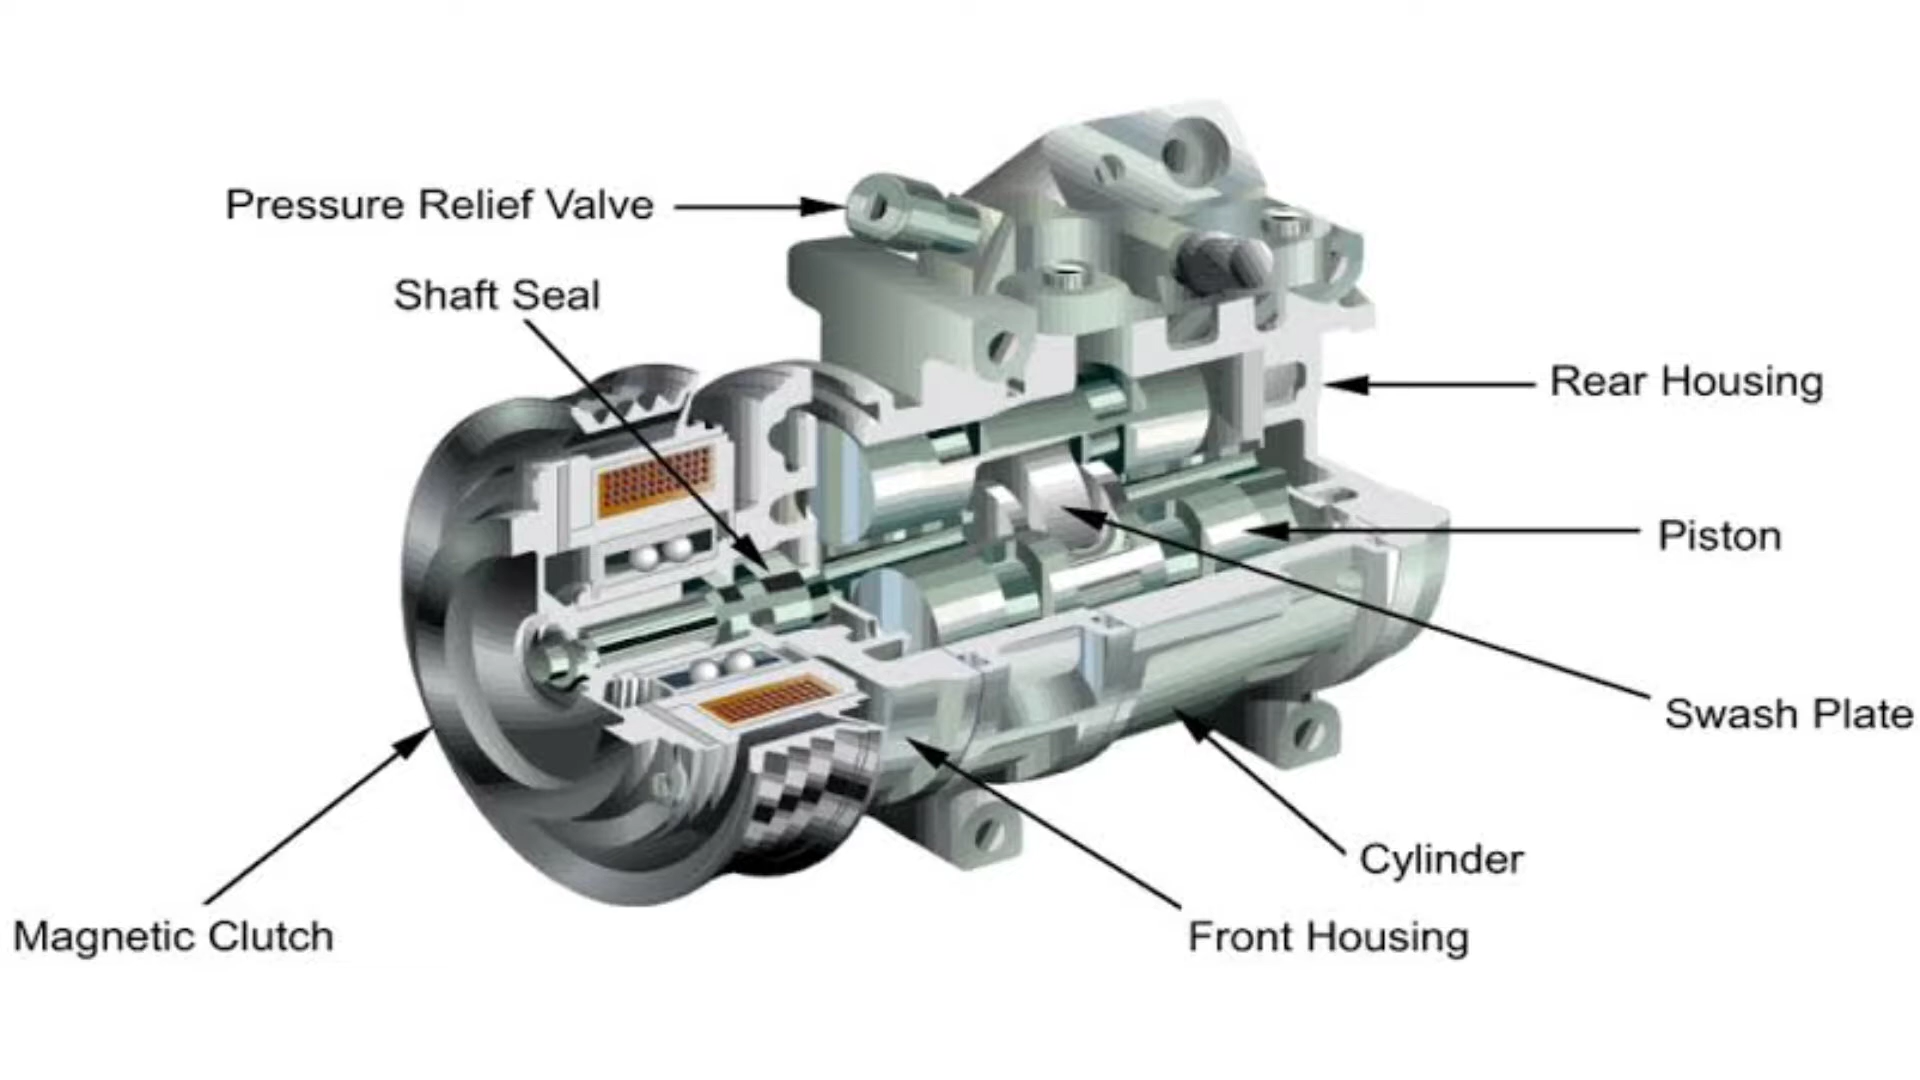 Pressure Relief Valve
Shaft Seal
Rear Housing
Piston
Swash Plate
Cylinder
Front Housing
Magnetic Clutch